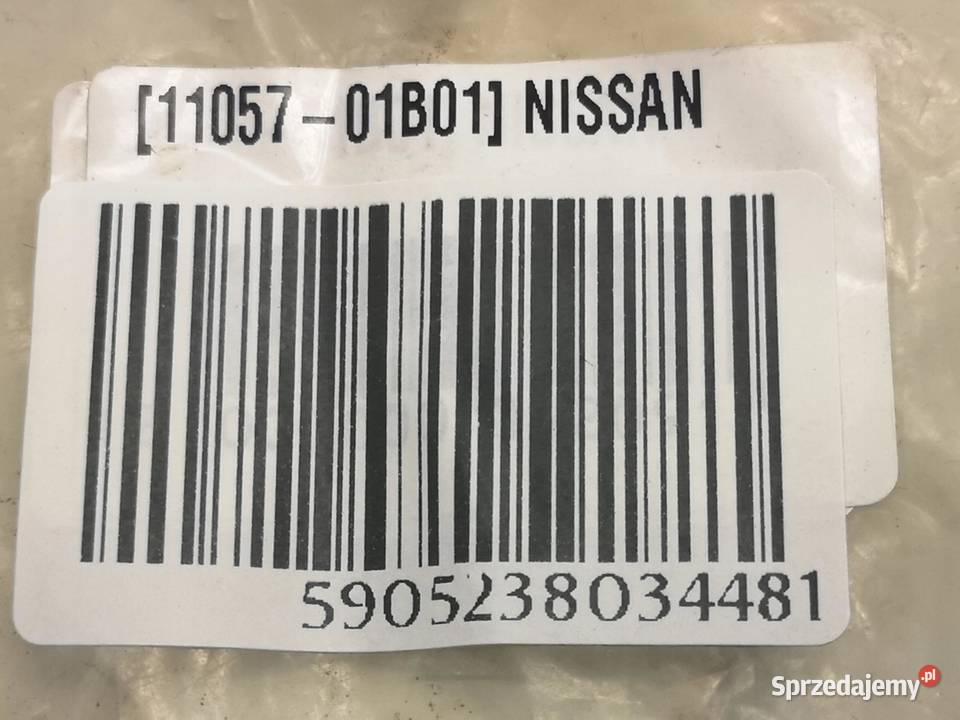 [11057-01B01] NISSAN
5905238034481
Sprzedajemy.pl